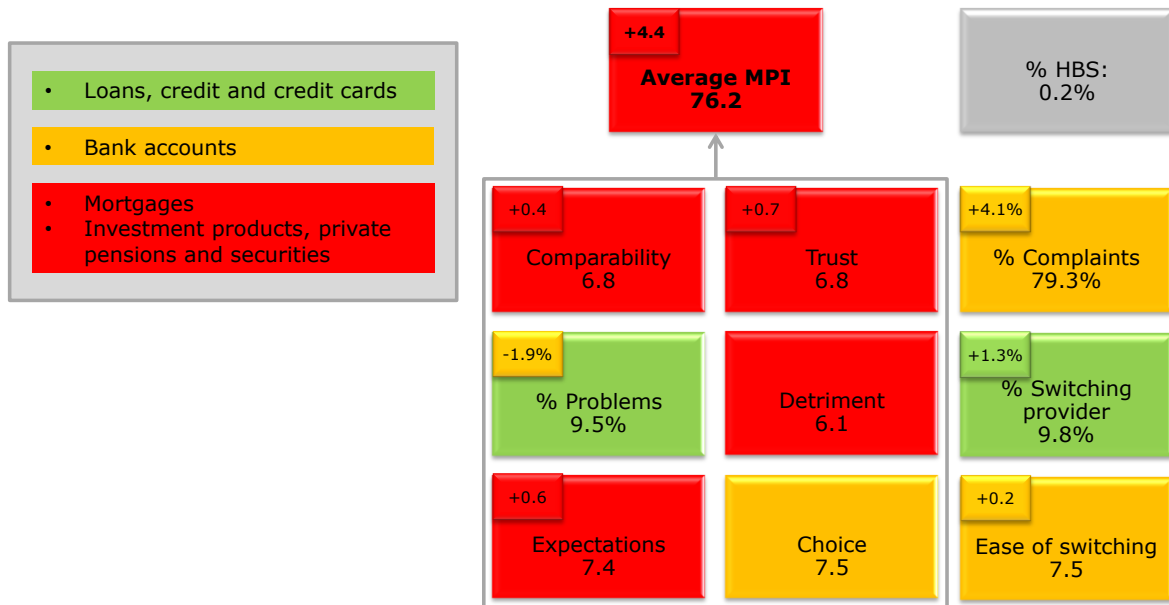 • Loans, credit and credit cards
• Bank accounts
• Mortgages
• Investment products, private
pensions and securities
+4.4
Average MPI
76.2
% HBS:
0.2%
+0.4
Comparability
6.8
+0.7
Trust
6.8
+4.1%
% Complaints
79.3%
-1.9%
% Problems
9.5%
Detriment
6.1
+1.3%
% Switching
provider
9.8%
+0.6
Expectations
7.4
Choice
7.5
+0.2
Ease of switching
7.5